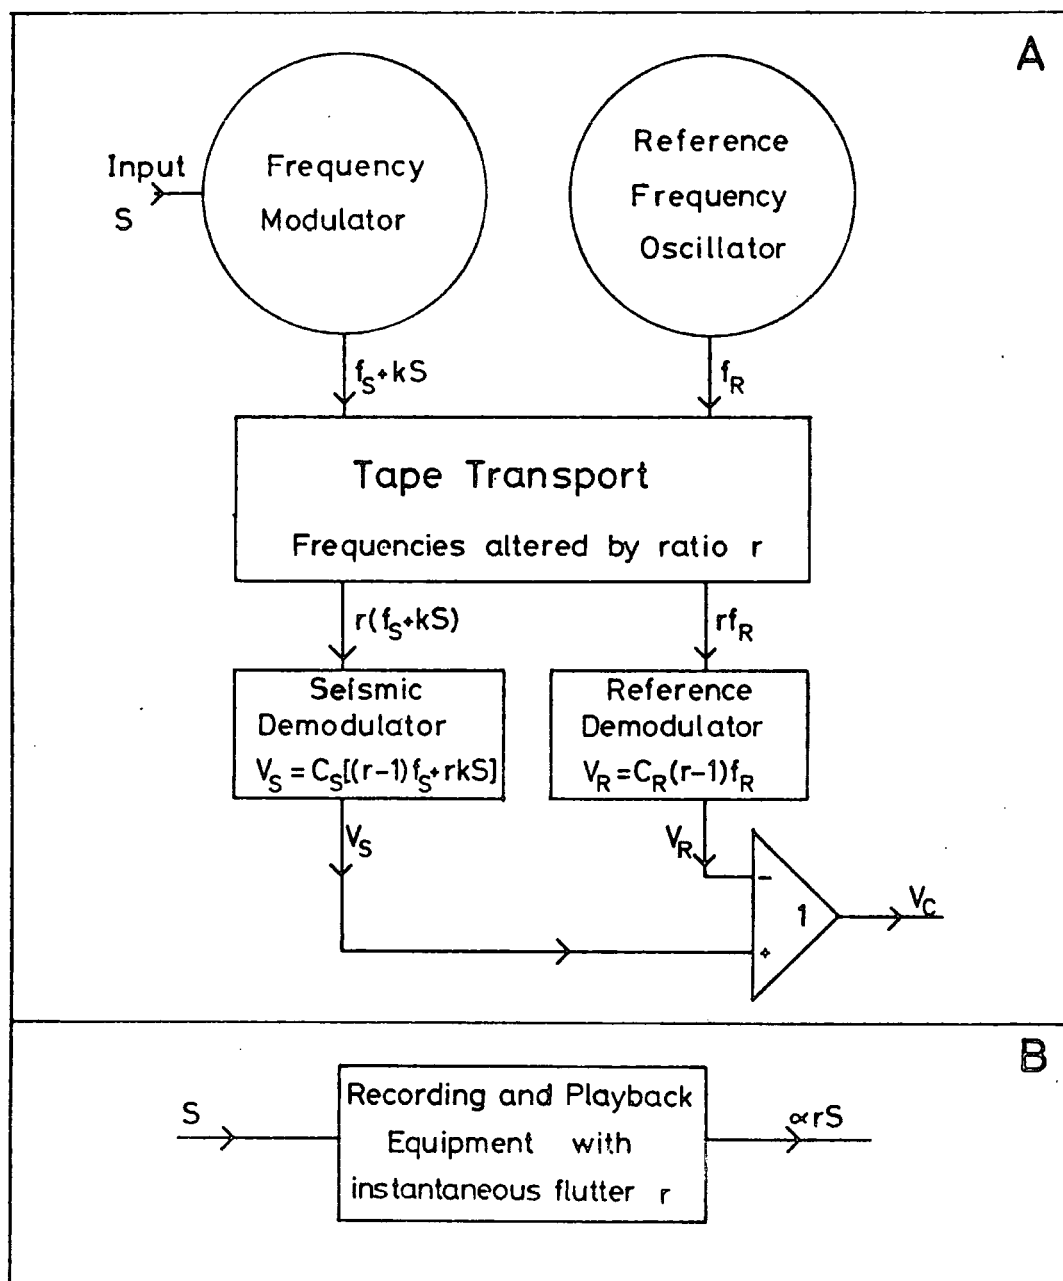 A
Input
S
Frequency
Modulator
Reference
Frequency
Oscillator
f_S+kS
f_R
Tape Transport
Frequencies altered by ratio r
r(f_S+kS)
rf_R
Seismic
Demodulator
V_S = C_S[(r-1)f_S+rkS]
Reference
Demodulator
V_R=C_R(r-1)f_R
V_S
V_R
-
1
+
V_C
B
S
Recording and Playback
Equipment with
instantaneous flutter r
∝rS